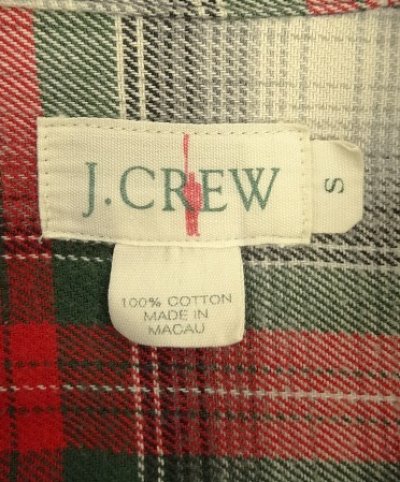 J.CREW
S
100% COTTON
MADE IN
MACAU